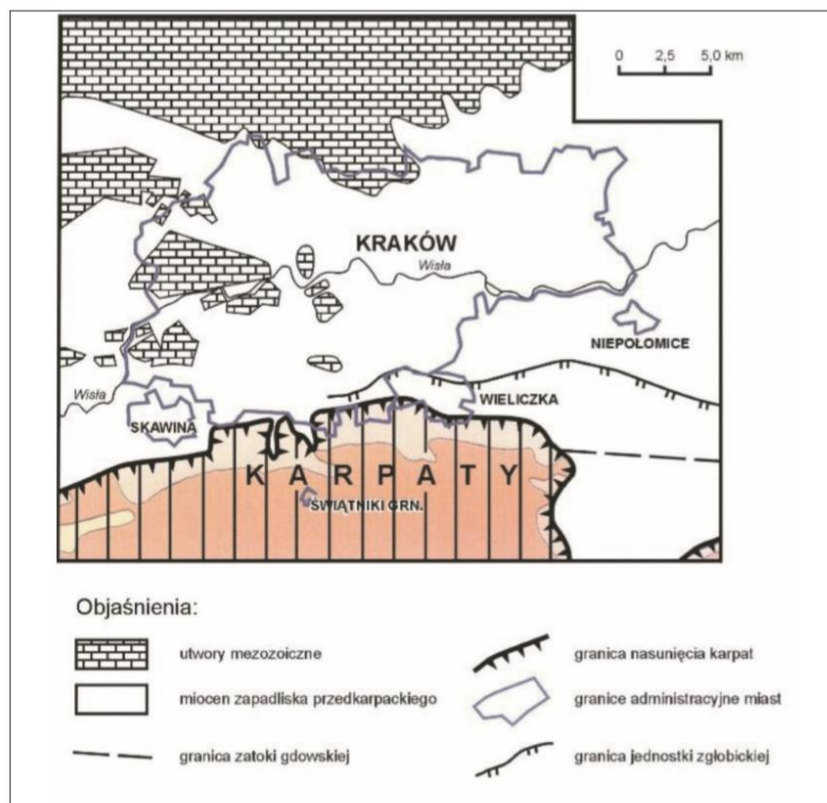 0 2,5 5,0 km
KRAKÓW
Wisła
NIEPOŁOMICE
Wisła
WIELICZKA
SKAWINA
KARPATY
ŚWIĄTNIKI GRN.
Objaśnienia:
utwory mezozoiczne
granica nasunięcia karpat
miocen zapadliska przedkarpackiego
granice administracyjne miast
granica zatoki gdowskiej
granica jednostki zgłobickiej